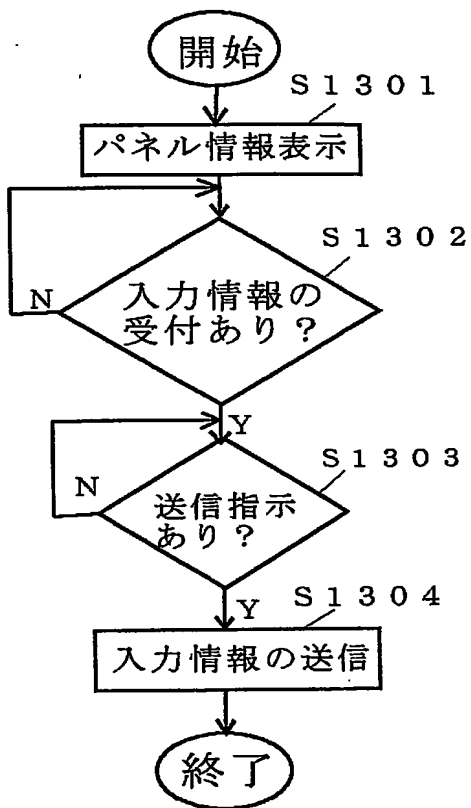 開始
S1301
パネル情報表示
S1302
入力情報の
受付あり？
N
Y
S1303
送信指示
あり？
N
Y
S1304
入力情報の送信
終了